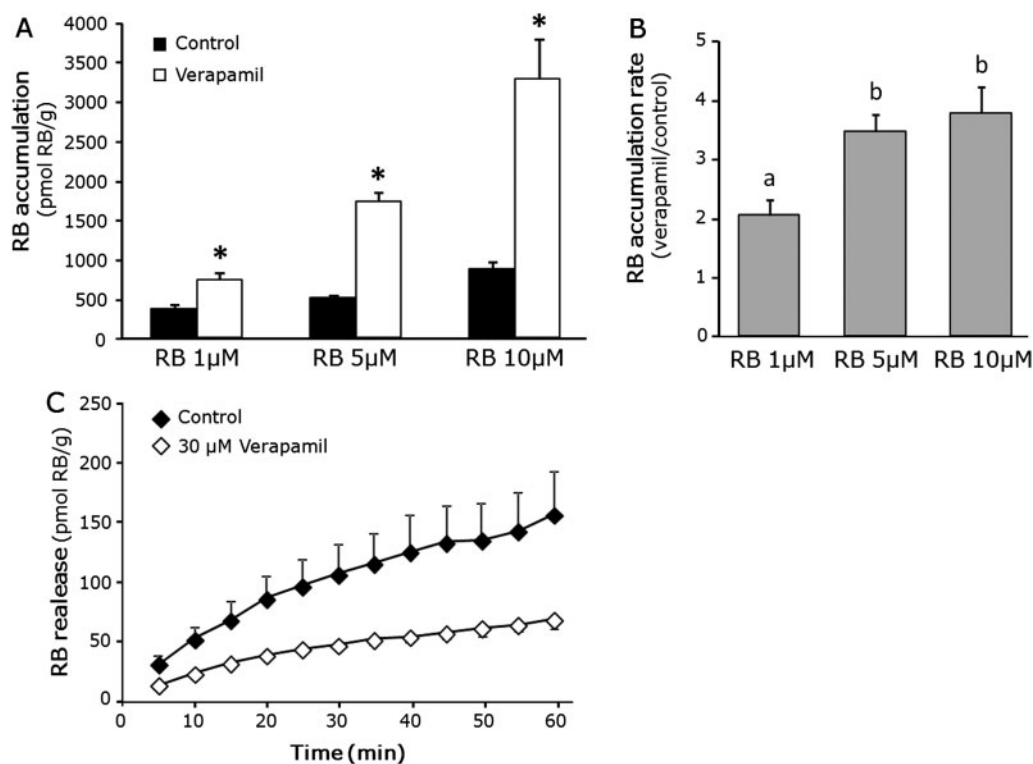 A
RB accumulation
(pmol RB/g)
4000
3500
3000
2500
2000
1500
1000
500
0
Control
Verapamil
*
*
*
RB 1µM
RB 5µM
RB 10µM
B
RB accumulation rate
(verapamil/control)
5
4
3
2
1
0
a
b
b
RB 1µM
RB 5µM
RB 10µM
C
RB realease (pmol RB/g)
250
200
150
100
50
0
Control
30 µM Verapamil
0
10
20
30
40
50
60
Time (min)